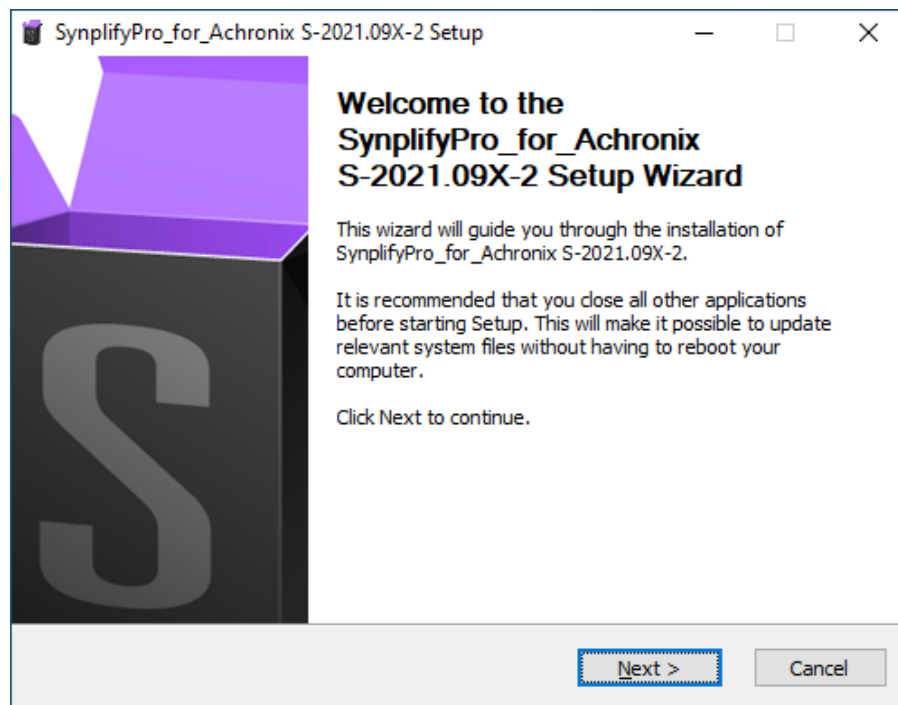 SynplifyPro_for_Achronix S-2021.09X-2 Setup
Welcome to the
SynplifyPro_for_Achronix
S-2021.09X-2 Setup Wizard
This wizard will guide you through the installation of
SynplifyPro_for_Achronix S-2021.09X-2.
It is recommended that you close all other applications
before starting Setup. This will make it possible to update
relevant system files without having to reboot your
computer.
Click Next to continue.
S
Next >
Cancel